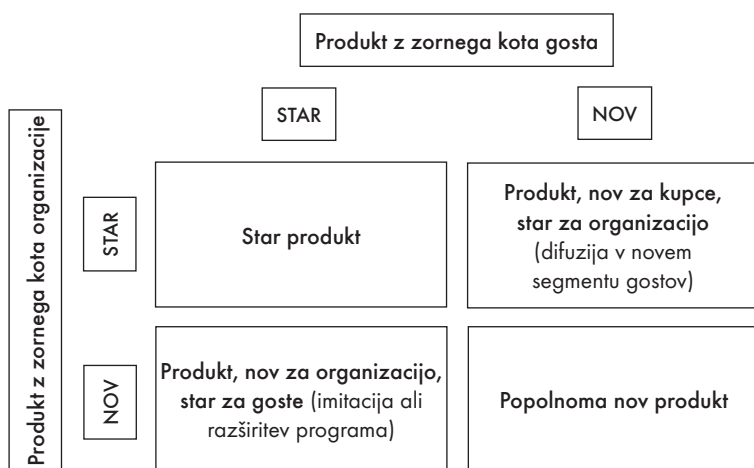 Produkt z zornega kota gosta
STAR
NOV
Produkt z zornega kota organizacije
STAR
Star produkt
Produkt, nov za kupce,
star za organizacijo
(difuzija v novem
segmentu gostov)
NOV
Produkt, nov za organizacijo,
star za goste (imitacija ali
razširitev programa)
Popolnoma nov produkt